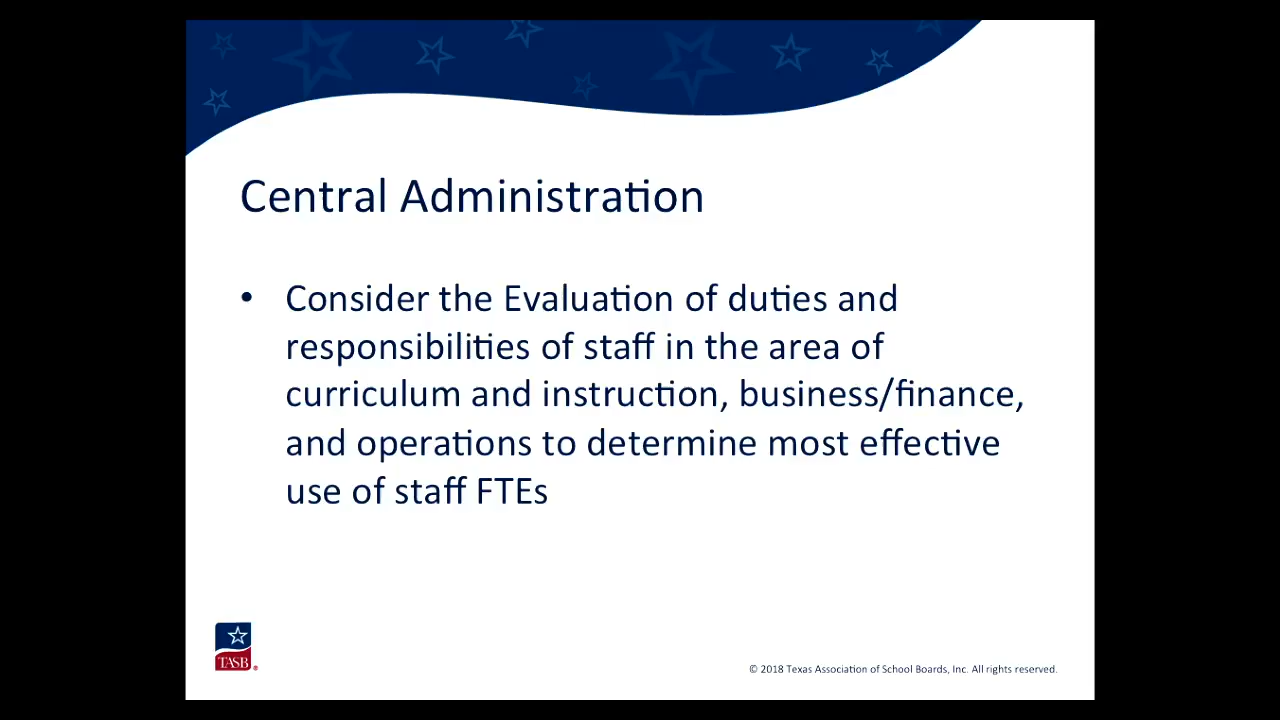 Central Administration
• Consider the Evaluation of duties and
responsibilities of staff in the area of
curriculum and instruction, business/finance,
and operations to determine most effective
use of staff FTEs
TASB®
© 2018 Texas Association of School Boards, Inc. All rights reserved.